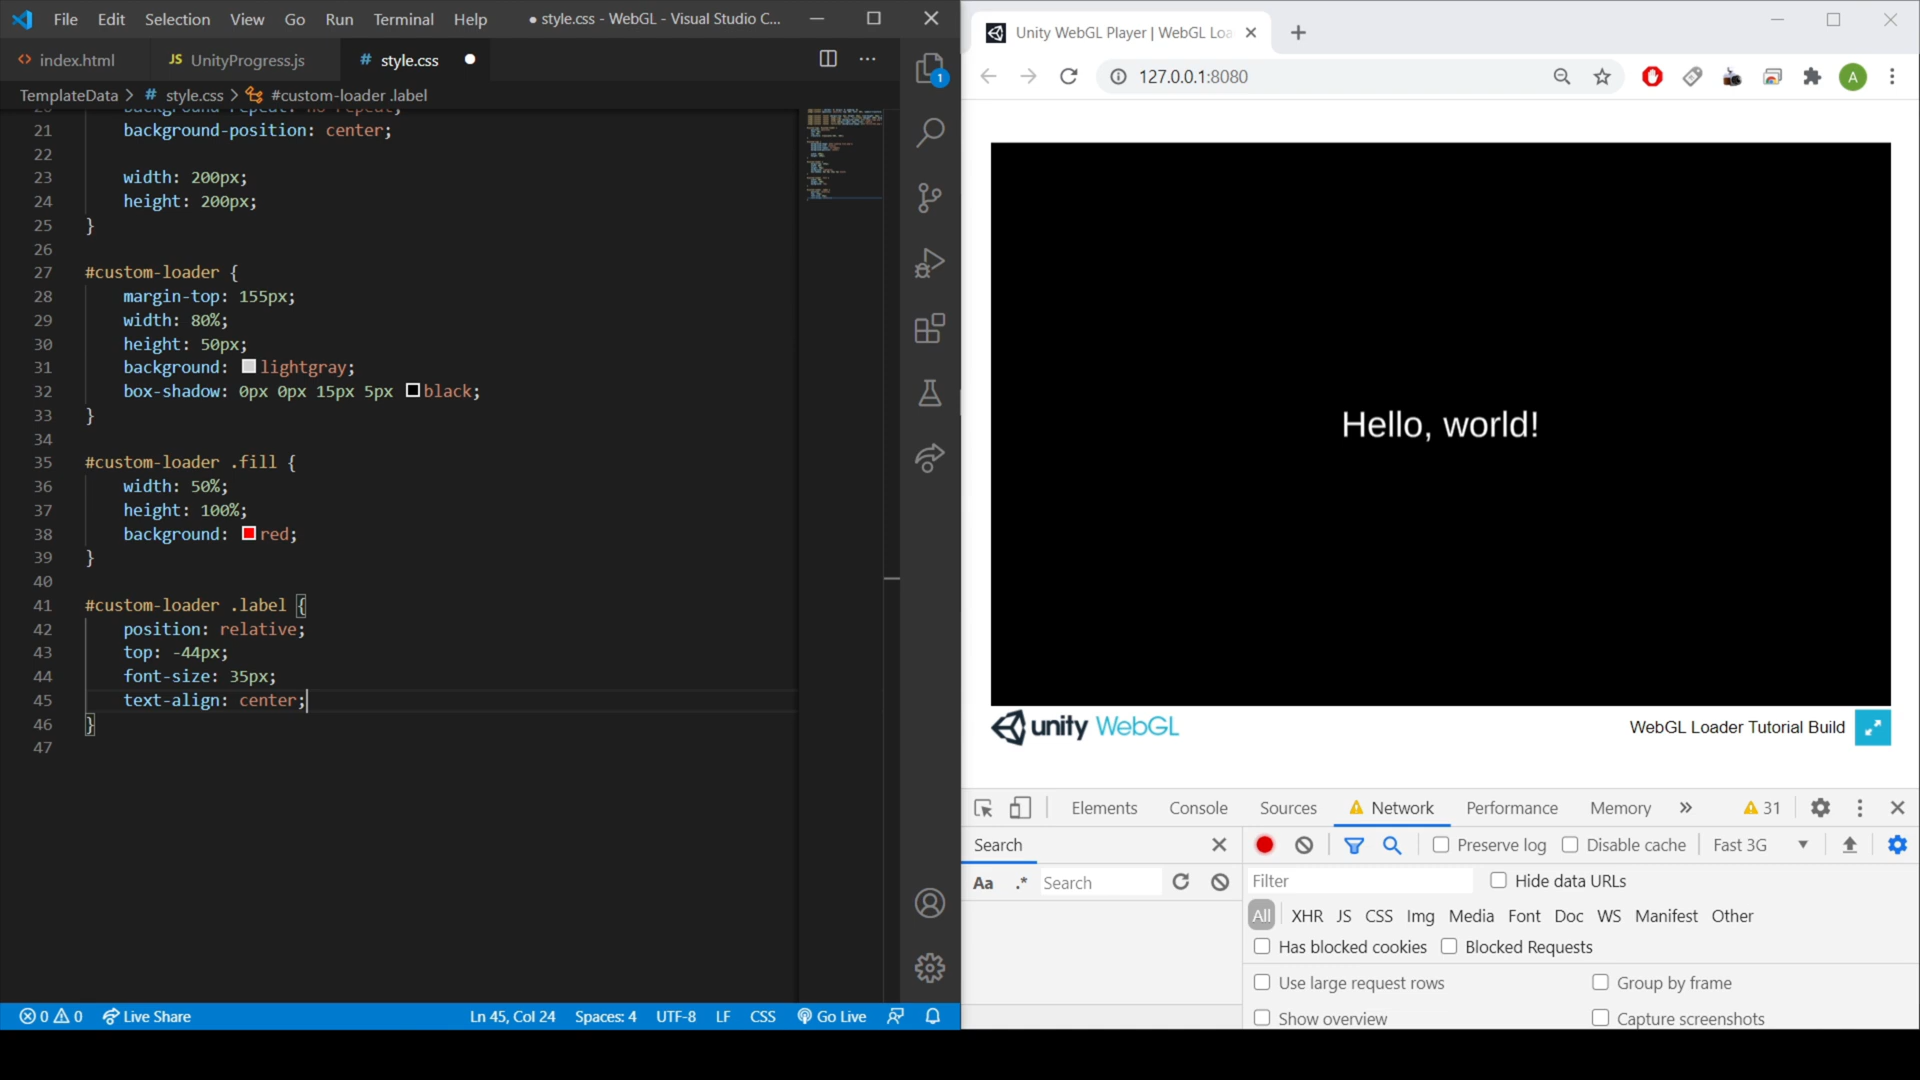 File Edit Selection View Go Run Terminal Help ● style.css - WebGL - Visual Studio C...
<> index.html JS UnityProgress.js # style.css ●
TemplateData > # style.css > #custom-loader .label
20 background-repeat: no-repeat;
21 background-position: center;
22
23 width: 200px;
24 height: 200px;
25 }
26
27 #custom-loader {
28 margin-top: 155px;
29 width: 80%;
30 height: 50px;
31 background: lightgray;
32 box-shadow: 0px 0px 15px 5px black;
33 }
34
35 #custom-loader .fill {
36 width: 50%;
37 height: 100%;
38 background: red;
39 }
40
41 #custom-loader .label {
42 position: relative;
43 top: -44px;
44 font-size: 35px;
45 text-align: center;
46 }
47
1
0 0 Live Share Ln 45, Col 24 Spaces: 4 UTF-8 LF CSS Go Live
Unity WebGL Player | WebGL Loa
127.0.0.1:8080 A
Hello, world!
unity WebGL WebGL Loader Tutorial Build
Elements Console Sources Network Performance Memory » 31
Search Preserve log Disable cache Fast 3G
Aa .* Search Filter Hide data URLs
All XHR JS CSS Img Media Font Doc WS Manifest Other
Has blocked cookies Blocked Requests
Use large request rows Group by frame
Show overview Capture screenshots